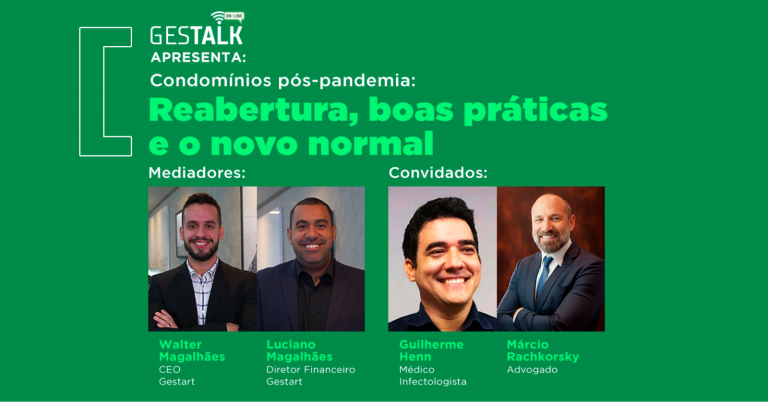 ON-LINE
GESTALK
APRESENTA:
Condomínios pós-pandemia:
Reabertura, boas práticas
e o novo normal
Mediadores:
Convidados:
Walter
Magalhães
CEO
Gestart
Luciano
Magalhães
Diretor Financeiro
Gestart
Guilherme
Henn
Médico
Infectologista
Márcio
Rachkorsky
Advogado